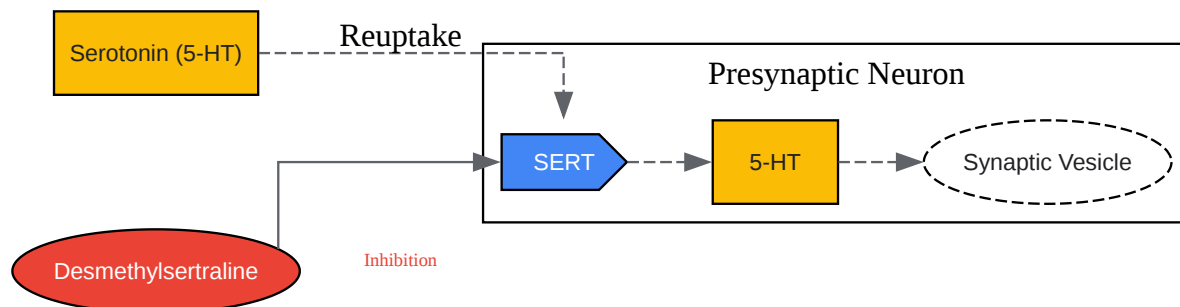 Serotonin (5-HT)
Reuptake
Presynaptic Neuron
SERT
5-HT
Synaptic Vesicle
Desmethylsertraline
Inhibition